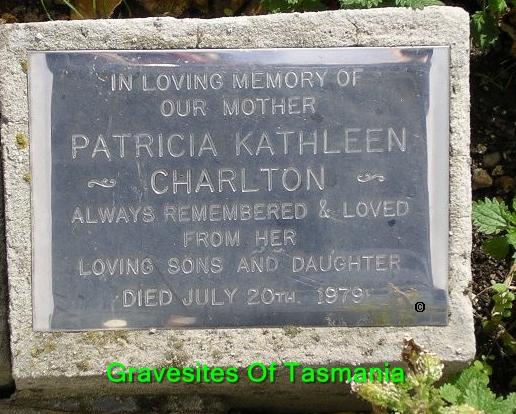 IN LOVING MEMORY OF
OUR MOTHER
PATRICIA KATHLEEN
~ CHARLTON ~
ALWAYS REMEMBERED & LOVED
FROM HER
LOVING SONS AND DAUGHTER
DIED JULY 20TH. 1979
©
Gravesites Of Tasmania